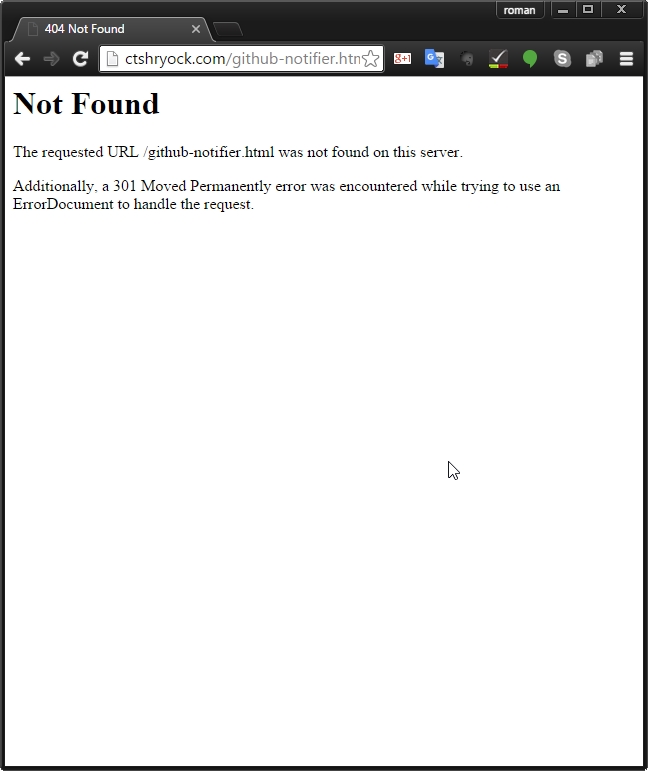 roman
404 Not Found
ctshryock.com/github-notifier.htm
g+1
Not Found
The requested URL /github-notifier.html was not found on this server.
Additionally, a 301 Moved Permanently error was encountered while trying to use an
ErrorDocument to handle the request.